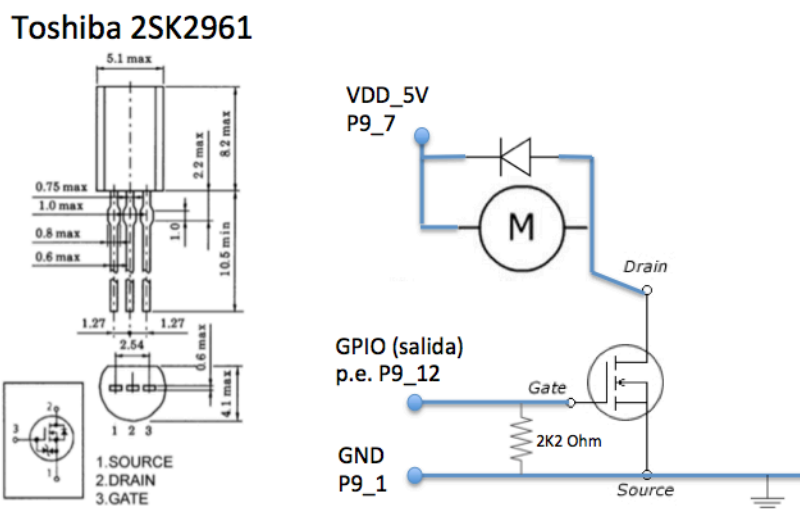 Toshiba 2SK2961
5.1 max
8.2 max
2.2 max
0.75 max
1.0 max
0.8 max
0.6 max
1.0
10.5 min
1.27
1.27
2.54
0.6 max
4.1 max
1 2 3
2
3
1
1.SOURCE
2.DRAIN
3.GATE
VDD_5V
P9_7
M
Drain
GPIO (salida)
p.e. P9_12
Gate
2K2 Ohm
GND
P9_1
Source